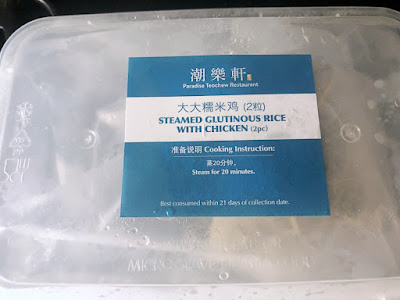 潮樂軒
Paradise Teochew Restaurant
大大糯米鸡 (2粒)
STEAMED GLUTINOUS RICE
WITH CHICKEN (2pc)
准备说明 Cooking Instruction:
蒸20分钟。
Steam for 20 minutes.
Best consumed within 21 days of collection date.